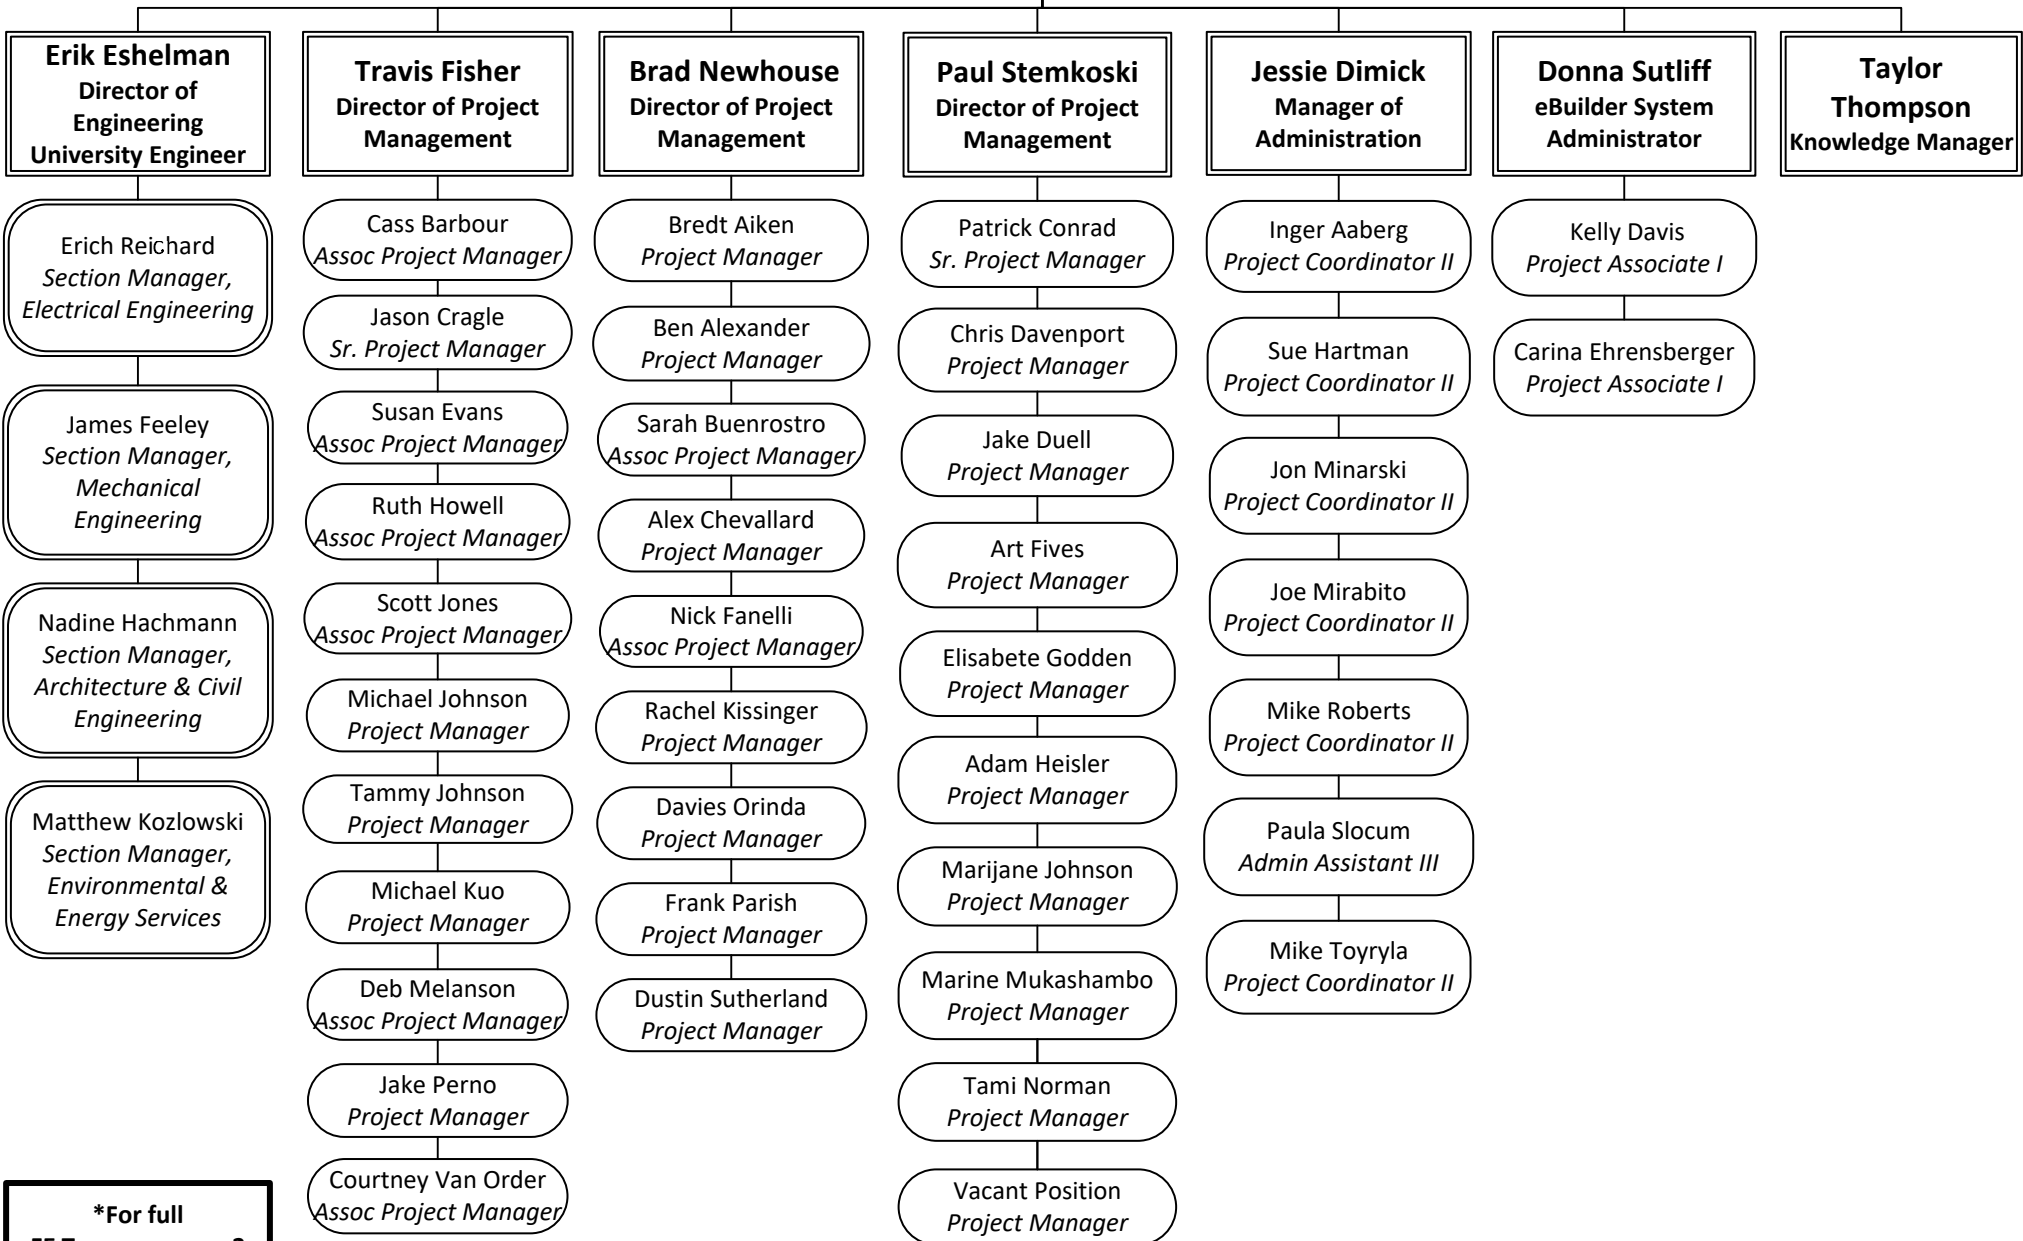 Erik Eshelman
Director of
Engineering
University Engineer
Erich Reichard
Section Manager,
Electrical Engineering
James Feeley
Section Manager,
Mechanical
Engineering
Nadine Hachmann
Section Manager,
Architecture & Civil
Engineering
Matthew Kozlowski
Section Manager,
Environmental &
Energy Services
*For full
Travis Fisher
Director of Project
Management
Cass Barbour
Assoc Project Manager
Jason Cragle
Sr. Project Manager
Susan Evans
Assoc Project Manager
Ruth Howell
Assoc Project Manager
Scott Jones
Assoc Project Manager
Michael Johnson
Project Manager
Tammy Johnson
Project Manager
Michael Kuo
Project Manager
Deb Melanson
Assoc Project Manager
Jake Perno
Project Manager
Courtney Van Order
Assoc Project Manager
Brad Newhouse
Director of Project
Management
Bredt Aiken
Project Manager
Ben Alexander
Project Manager
Sarah Buenrostro
Assoc Project Manager
Alex Chevallard
Project Manager
Nick Fanelli
Assoc Project Manager
Rachel Kissinger
Project Manager
Davies Orinda
Project Manager
Frank Parish
Project Manager
Dustin Sutherland
Project Manager
Paul Stemkoski
Director of Project
Management
Patrick Conrad
Sr. Project Manager
Chris Davenport
Project Manager
Jake Duell
Project Manager
Art Fives
Project Manager
Elisabete Godden
Project Manager
Adam Heisler
Project Manager
Marijane Johnson
Project Manager
Marine Mukashambo
Project Manager
Tami Norman
Project Manager
Vacant Position
Project Manager
Jessie Dimick
Manager of
Administration
Inger Aaberg
Project Coordinator II
Sue Hartman
Project Coordinator II
Jon Minarski
Project Coordinator II
Joe Mirabito
Project Coordinator II
Mike Roberts
Project Coordinator II
Paula Slocum
Admin Assistant III
Mike Toyryla
Project Coordinator II
Donna Sutliff
eBuilder System
Administrator
Kelly Davis
Project Associate I
Carina Ehrensberger
Project Associate I
Taylor
Thompson
Knowledge Manager